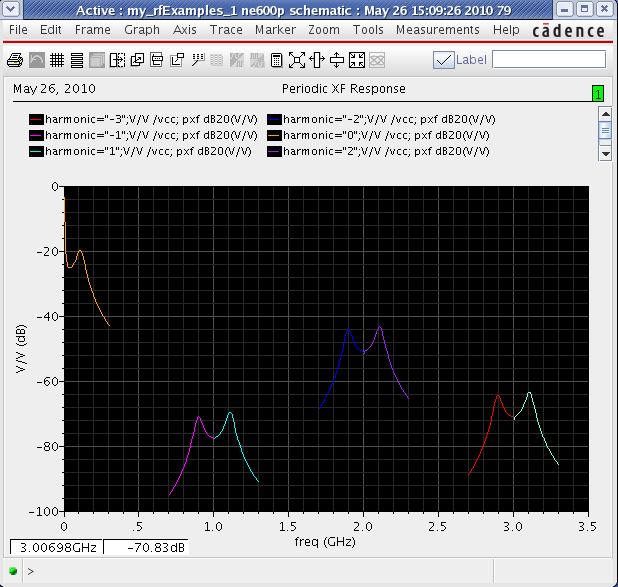 Active : my_rfExamples_1 ne600p schematic : May 26 15:09:26 2010 79
File Edit Frame Graph Axis Trace Marker Zoom Tools Measurements Help cādence
Label
May 26, 2010 Periodic XF Response 1
harmonic="-3";V/V /vcc; pxf dB20(V/V) harmonic="-2";V/V /vcc; pxf dB20(V/V)
harmonic="-1";V/V /vcc; pxf dB20(V/V) harmonic="0";V/V /vcc; pxf dB20(V/V)
harmonic="1";V/V /vcc; pxf dB20(V/V) harmonic="2";V/V /vcc; pxf dB20(V/V)
0
-20
-40
-60
-80
-100
V/V (dB)
0 .5 1.0 1.5 2.0 2.5 3.0 3.5
freq (GHz)
3.00698GHz -70.83dB
>